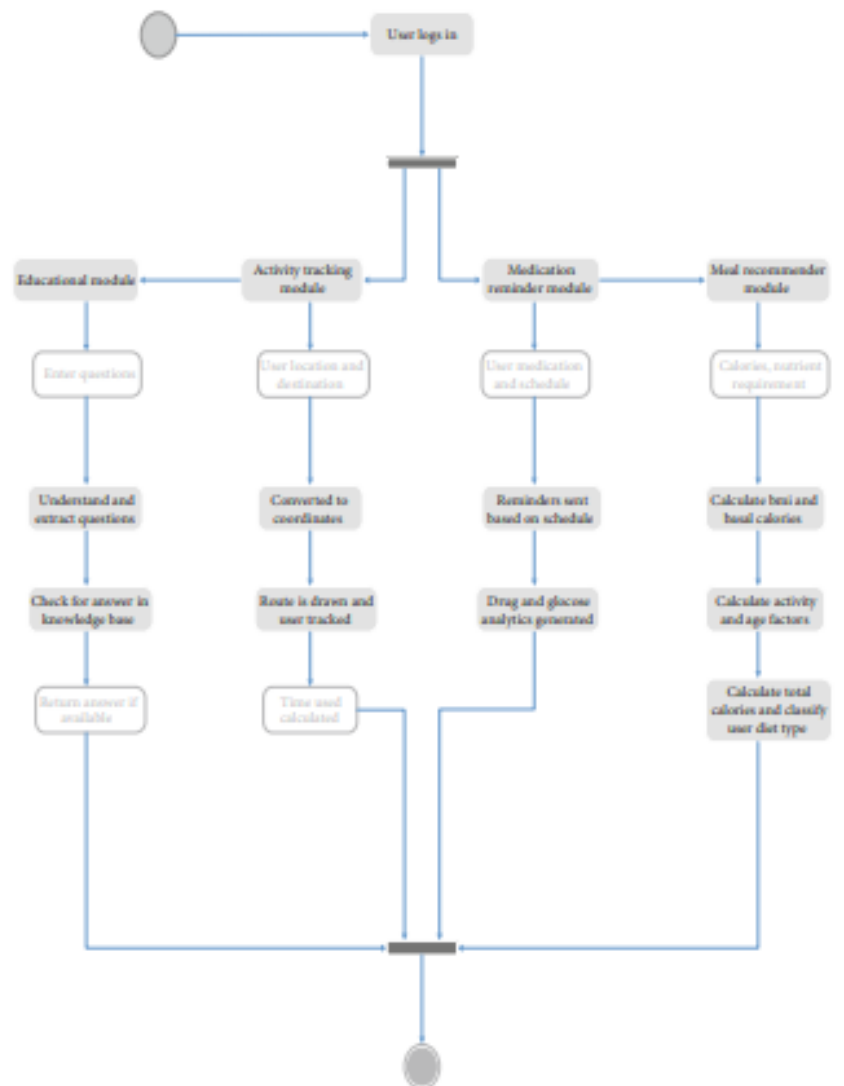 User logs in
Educational module
Activity tracking
module
Medication
reminder module
Meal recommender
module
Enter questions
User location and
destination
User medication
and schedule
Calories, nutrient
requirement
Understand and
extract questions
Converted to
coordinates
Reminders sent
based on schedule
Calculate bmi and
basal calories
Check for answer in
knowledge base
Route is drawn and
user tracked
Drug and glucose
analytics generated
Calculate activity
and age factors
Return answer if
available
Time used
calculated
Calculate total
calories and classify
user diet type